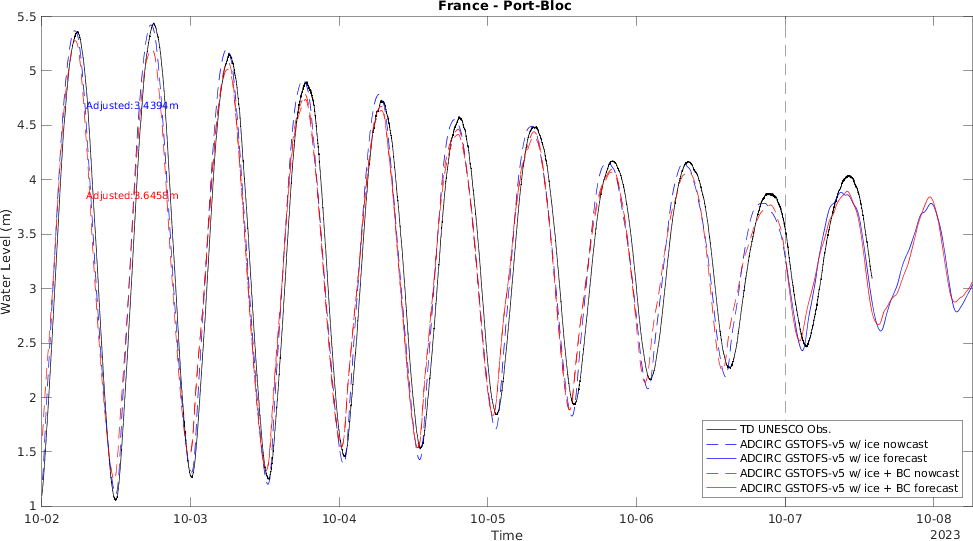 France - Port-Bloc
5.5
5
4.5
4
3.5
3
2.5
2
1.5
1
Water Level (m)
Adjusted:3.4394m
Adjusted:3.6458m
10-02
10-03
10-04
10-05
10-06
10-07
10-08
Time
2023
TD UNESCO Obs.
ADCIRC GSTOFS-v5 w/ ice nowcast
ADCIRC GSTOFS-v5 w/ ice forecast
ADCIRC GSTOFS-v5 w/ ice + BC nowcast
ADCIRC GSTOFS-v5 w/ ice + BC forecast